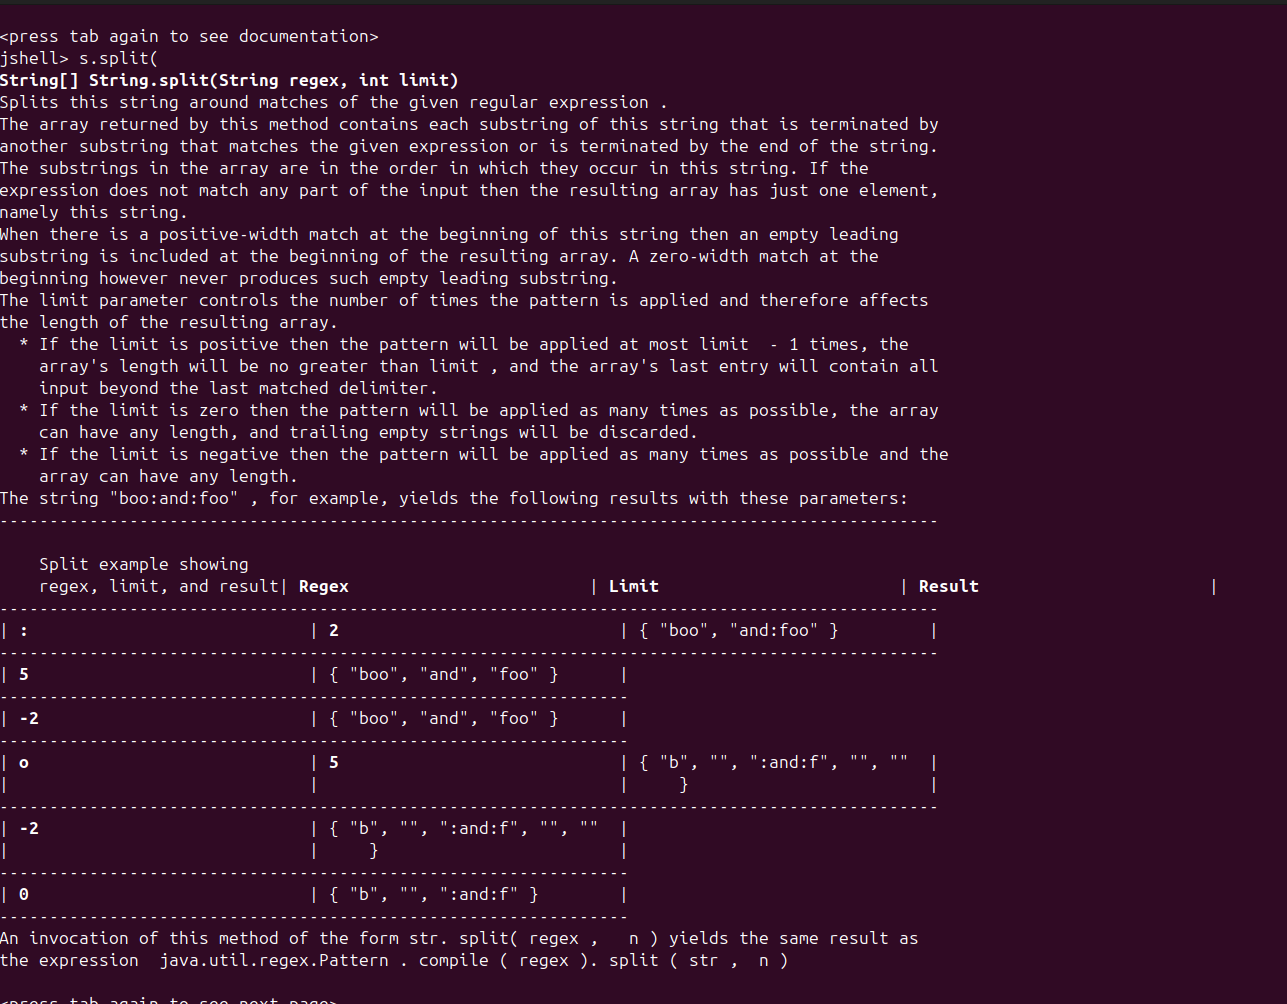 <press tab again to see documentation>
jshell> s.split(
String[] String.split(String regex, int limit)
Splits this string around matches of the given regular expression .
The array returned by this method contains each substring of this string that is terminated by
another substring that matches the given expression or is terminated by the end of the string.
The substrings in the array are in the order in which they occur in this string. If the
expression does not match any part of the input then the resulting array has just one element,
namely this string.
When there is a positive-width match at the beginning of this string then an empty leading
substring is included at the beginning of the resulting array. A zero-width match at the
beginning however never produces such empty leading substring.
The limit parameter controls the number of times the pattern is applied and therefore affects
the length of the resulting array.
  * If the limit is positive then the pattern will be applied at most limit  - 1 times, the
    array's length will be no greater than limit , and the array's last entry will contain all
    input beyond the last matched delimiter.
  * If the limit is zero then the pattern will be applied as many times as possible, the array
    can have any length, and trailing empty strings will be discarded.
  * If the limit is negative then the pattern will be applied as many times as possible and the
    array can have any length.
The string "boo:and:foo" , for example, yields the following results with these parameters:
----------------------------------------------------------------------------------------------
    Split example showing
    regex, limit, and result| Regex                        | Limit                        | Result                       |
----------------------------------------------------------------------------------------------
| :                            | 2                            | { "boo", "and:foo" }         |
----------------------------------------------------------------------------------------------
| 5                            | { "boo", "and", "foo" }      |
---------------------------------------------------------------
| -2                           | { "boo", "and", "foo" }      |
---------------------------------------------------------------
| o                            | 5                            | { "b", "", ":and:f", "", ""  |
|                              |                              |     }                        |
----------------------------------------------------------------------------------------------
| -2                           | { "b", "", ":and:f", "", ""  |
|                              |     }                        |
---------------------------------------------------------------
| 0                            | { "b", "", ":and:f" }        |
---------------------------------------------------------------
An invocation of this method of the form str. split( regex ,   n ) yields the same result as
the expression  java.util.regex.Pattern . compile ( regex ). split ( str ,  n )
<press tab again to see next page>